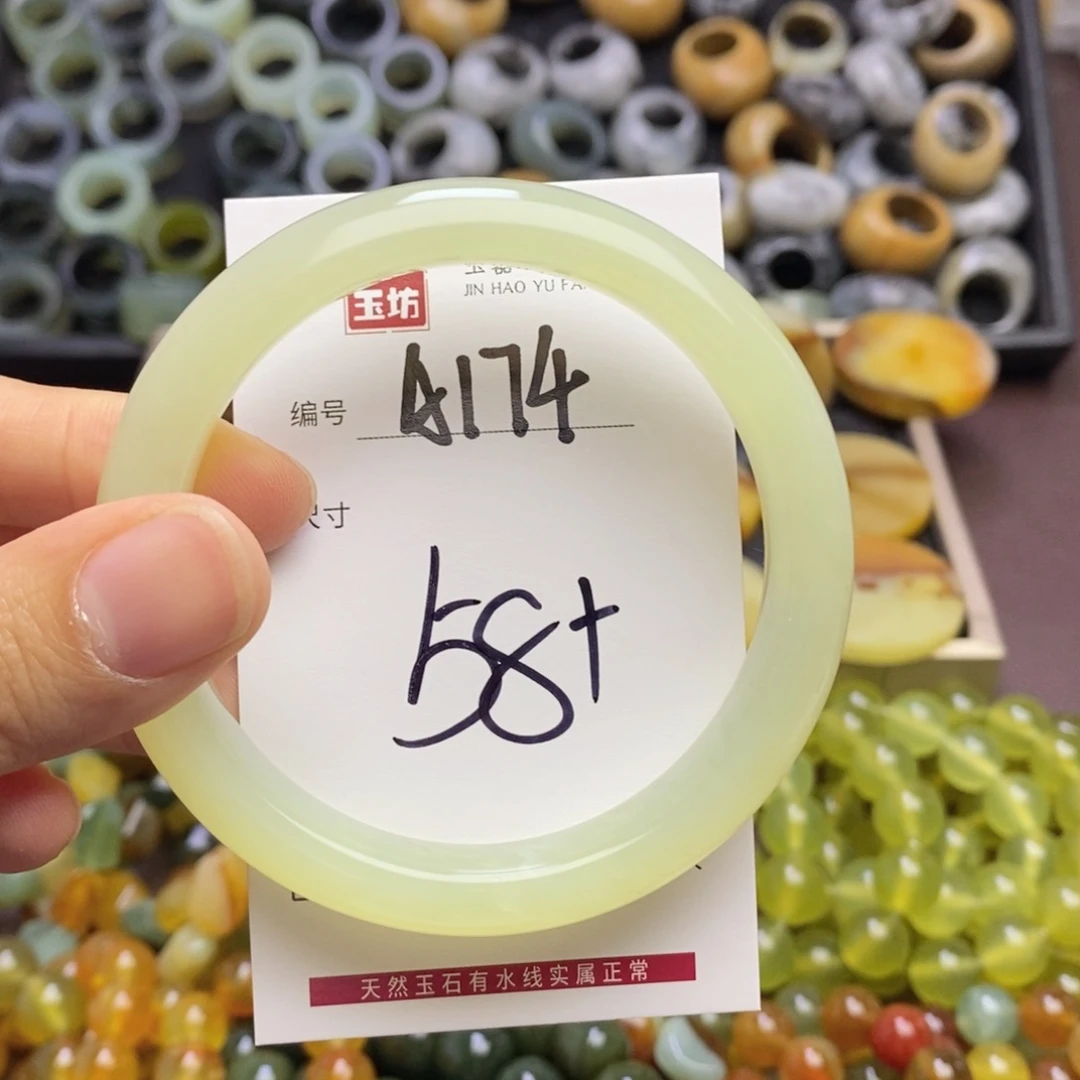 玉坊
JIN HAO YU FA
编号 A174
尺寸
58+
天然玉石有水线实属正常